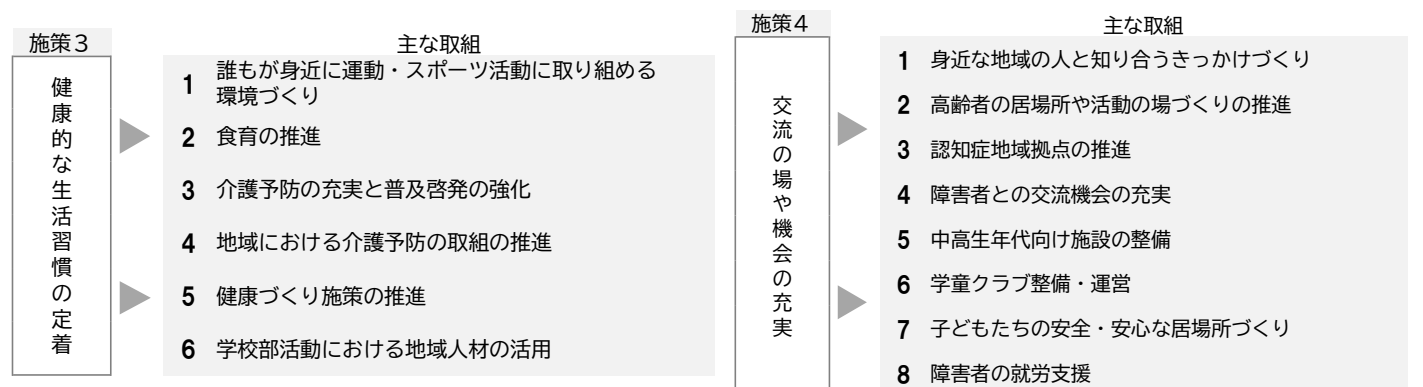 施策3
主な取組
健康的な生活習慣の定着
1 誰もが身近に運動・スポーツ活動に取り組める
環境づくり
2 食育の推進
3 介護予防の充実と普及啓発の強化
4 地域における介護予防の取組の推進
5 健康づくり施策の推進
6 学校部活動における地域人材の活用
施策4
主な取組
交流の場や機会の充実
1 身近な地域の人と知り合うきっかけづくり
2 高齢者の居場所や活動の場づくりの推進
3 認知症地域拠点の推進
4 障害者との交流機会の充実
5 中高生年代向け施設の整備
6 学童クラブ整備・運営
7 子どもたちの安全・安心な居場所づくり
8 障害者の就労支援